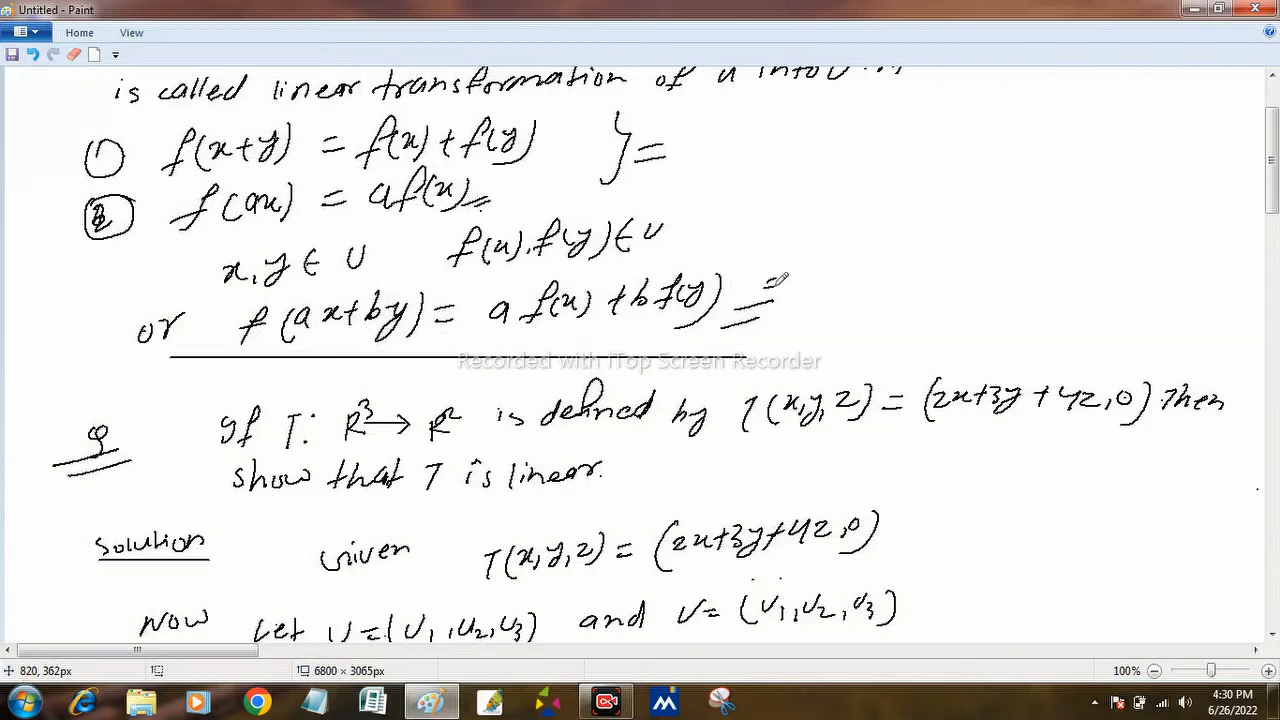 Untitled - Paint
Home View
is called linear transformation of U into V
① f(x+y) = f(x)+f(y) } =
② f(ax) = af(x)
x,y ∈ U f(x),f(y) ∈ V
or f(ax+by) = a f(x) + b f(y)
Recorded with iTop Screen Recorder
Q If T: R³ → R² is defined by T(x,y,z) = (2x+3y+4z,0) then
show that T is linear.
solution Given T(x,y,z) = (2x+3y+4z,0)
Now Let U=(U1,U2,U3) and V=(V1,V2,V3)
820, 362px 6800 × 3065px 100%
4:30 PM
6/26/2022